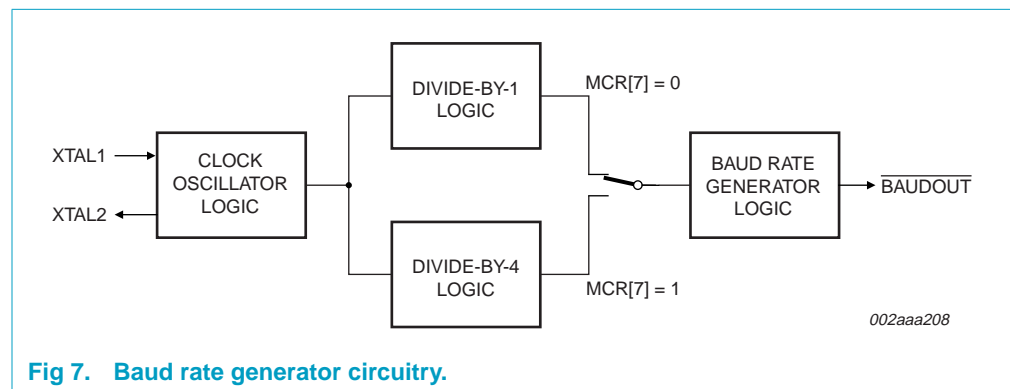 XTAL1
XTAL2
CLOCK
OSCILLATOR
LOGIC
DIVIDE-BY-1
LOGIC
MCR[7] = 0
DIVIDE-BY-4
LOGIC
MCR[7] = 1
BAUD RATE
GENERATOR
LOGIC
BAUDOUT
002aaa208
Fig 7. Baud rate generator circuitry.